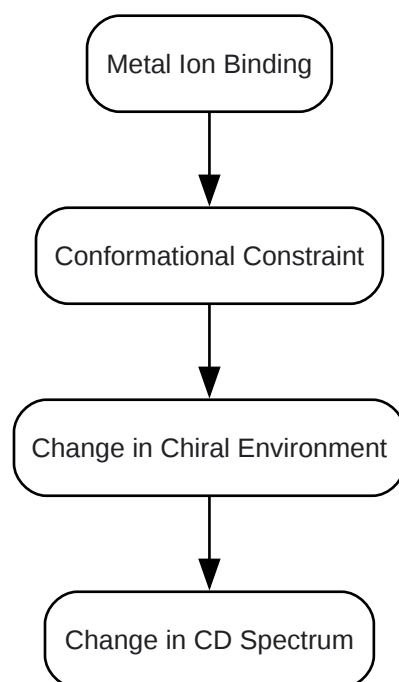 Metal Ion Binding
Conformational Constraint
Change in Chiral Environment
Change in CD Spectrum